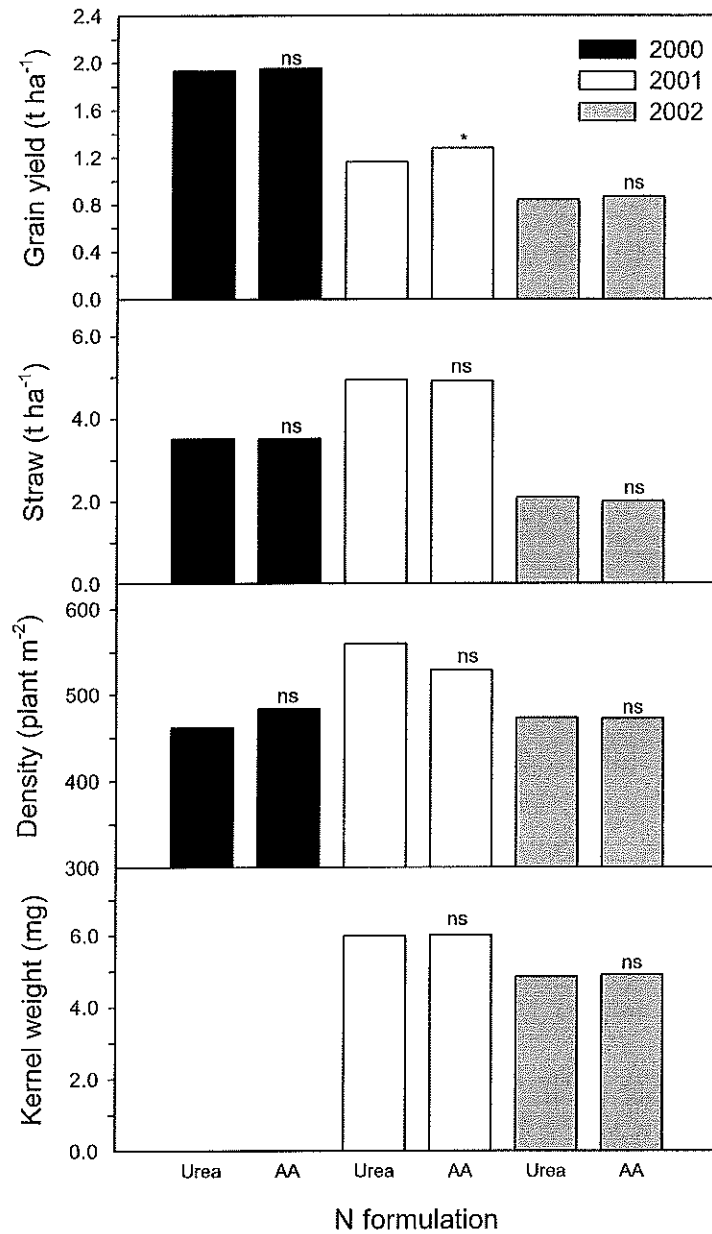 Grain yield (t ha⁻¹)
2.4
2.0
1.6
1.2
0.8
0.4
0.0
ns
*
ns
2000
2001
2002
Straw (t ha⁻¹)
6.0
4.0
2.0
0.0
ns
ns
ns
Density (plant m⁻²)
600
500
400
300
ns
ns
ns
Kernel weight (mg)
6.0
4.0
2.0
0.0
ns
ns
Urea AA Urea AA Urea AA
N formulation